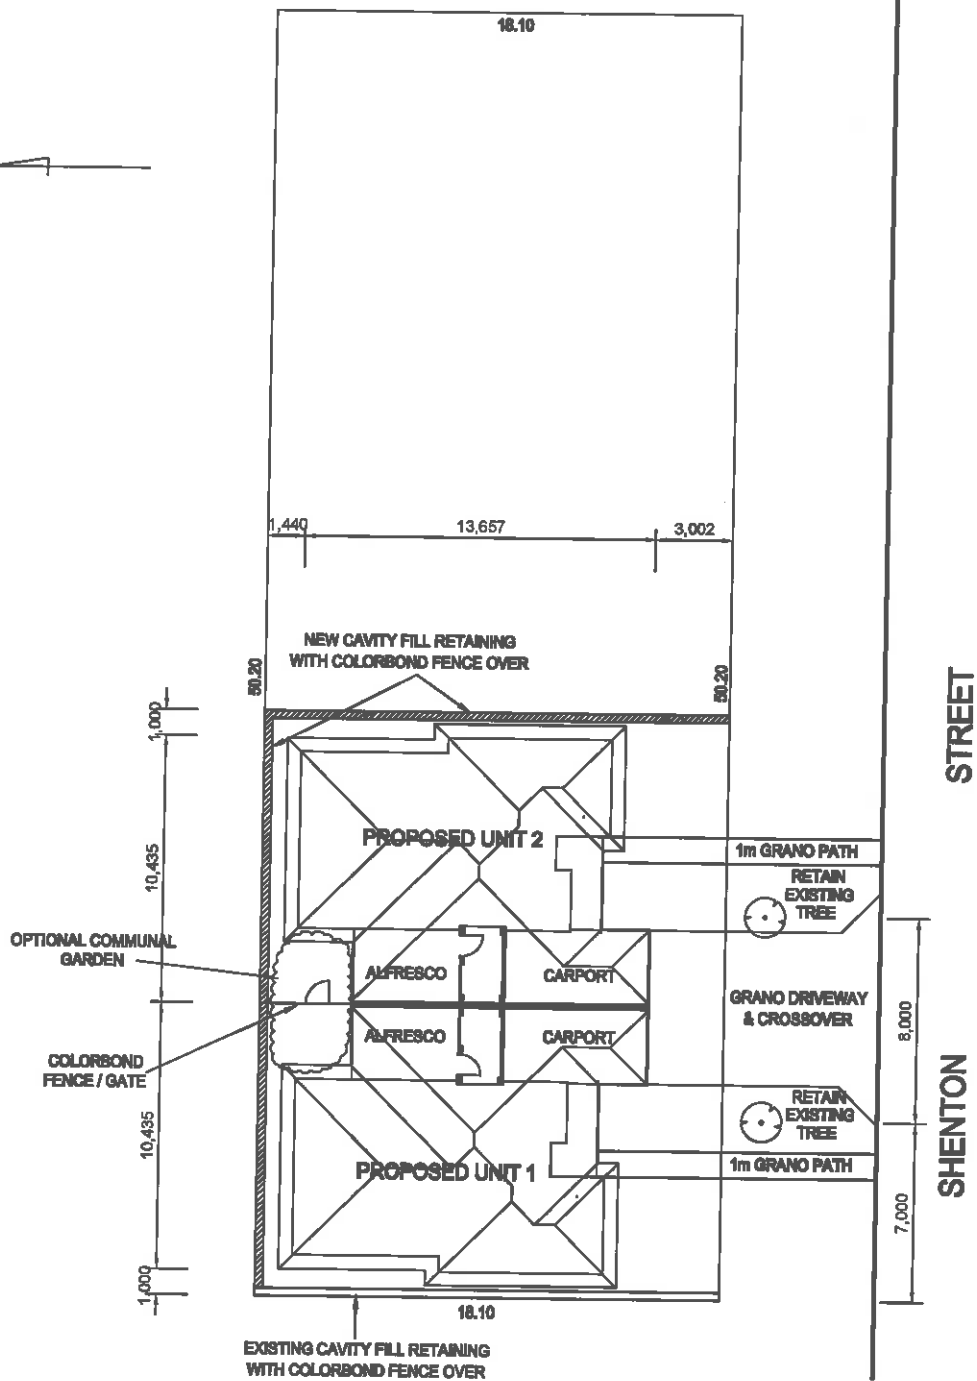 18.10
1,440
13,657
3,002
NEW CAVITY FILL RETAINING
WITH COLORBOND FENCE OVER
50.20
50.20
1,000
STREET
PROPOSED UNIT 2
1m GRANO PATH
10,435
RETAIN
EXISTING
TREE
OPTIONAL COMMUNAL
GARDEN
ALFRESCO
CARPORT
GRANO DRIVEWAY
& CROSSOVER
8,000
ALFRESCO
CARPORT
COLORBOND
FENCE / GATE
SHENTON
RETAIN
EXISTING
TREE
10,435
PROPOSED UNIT 1
1m GRANO PATH
7,000
1,000
18.10
EXISTING CAVITY FILL RETAINING
WITH COLORBOND FENCE OVER